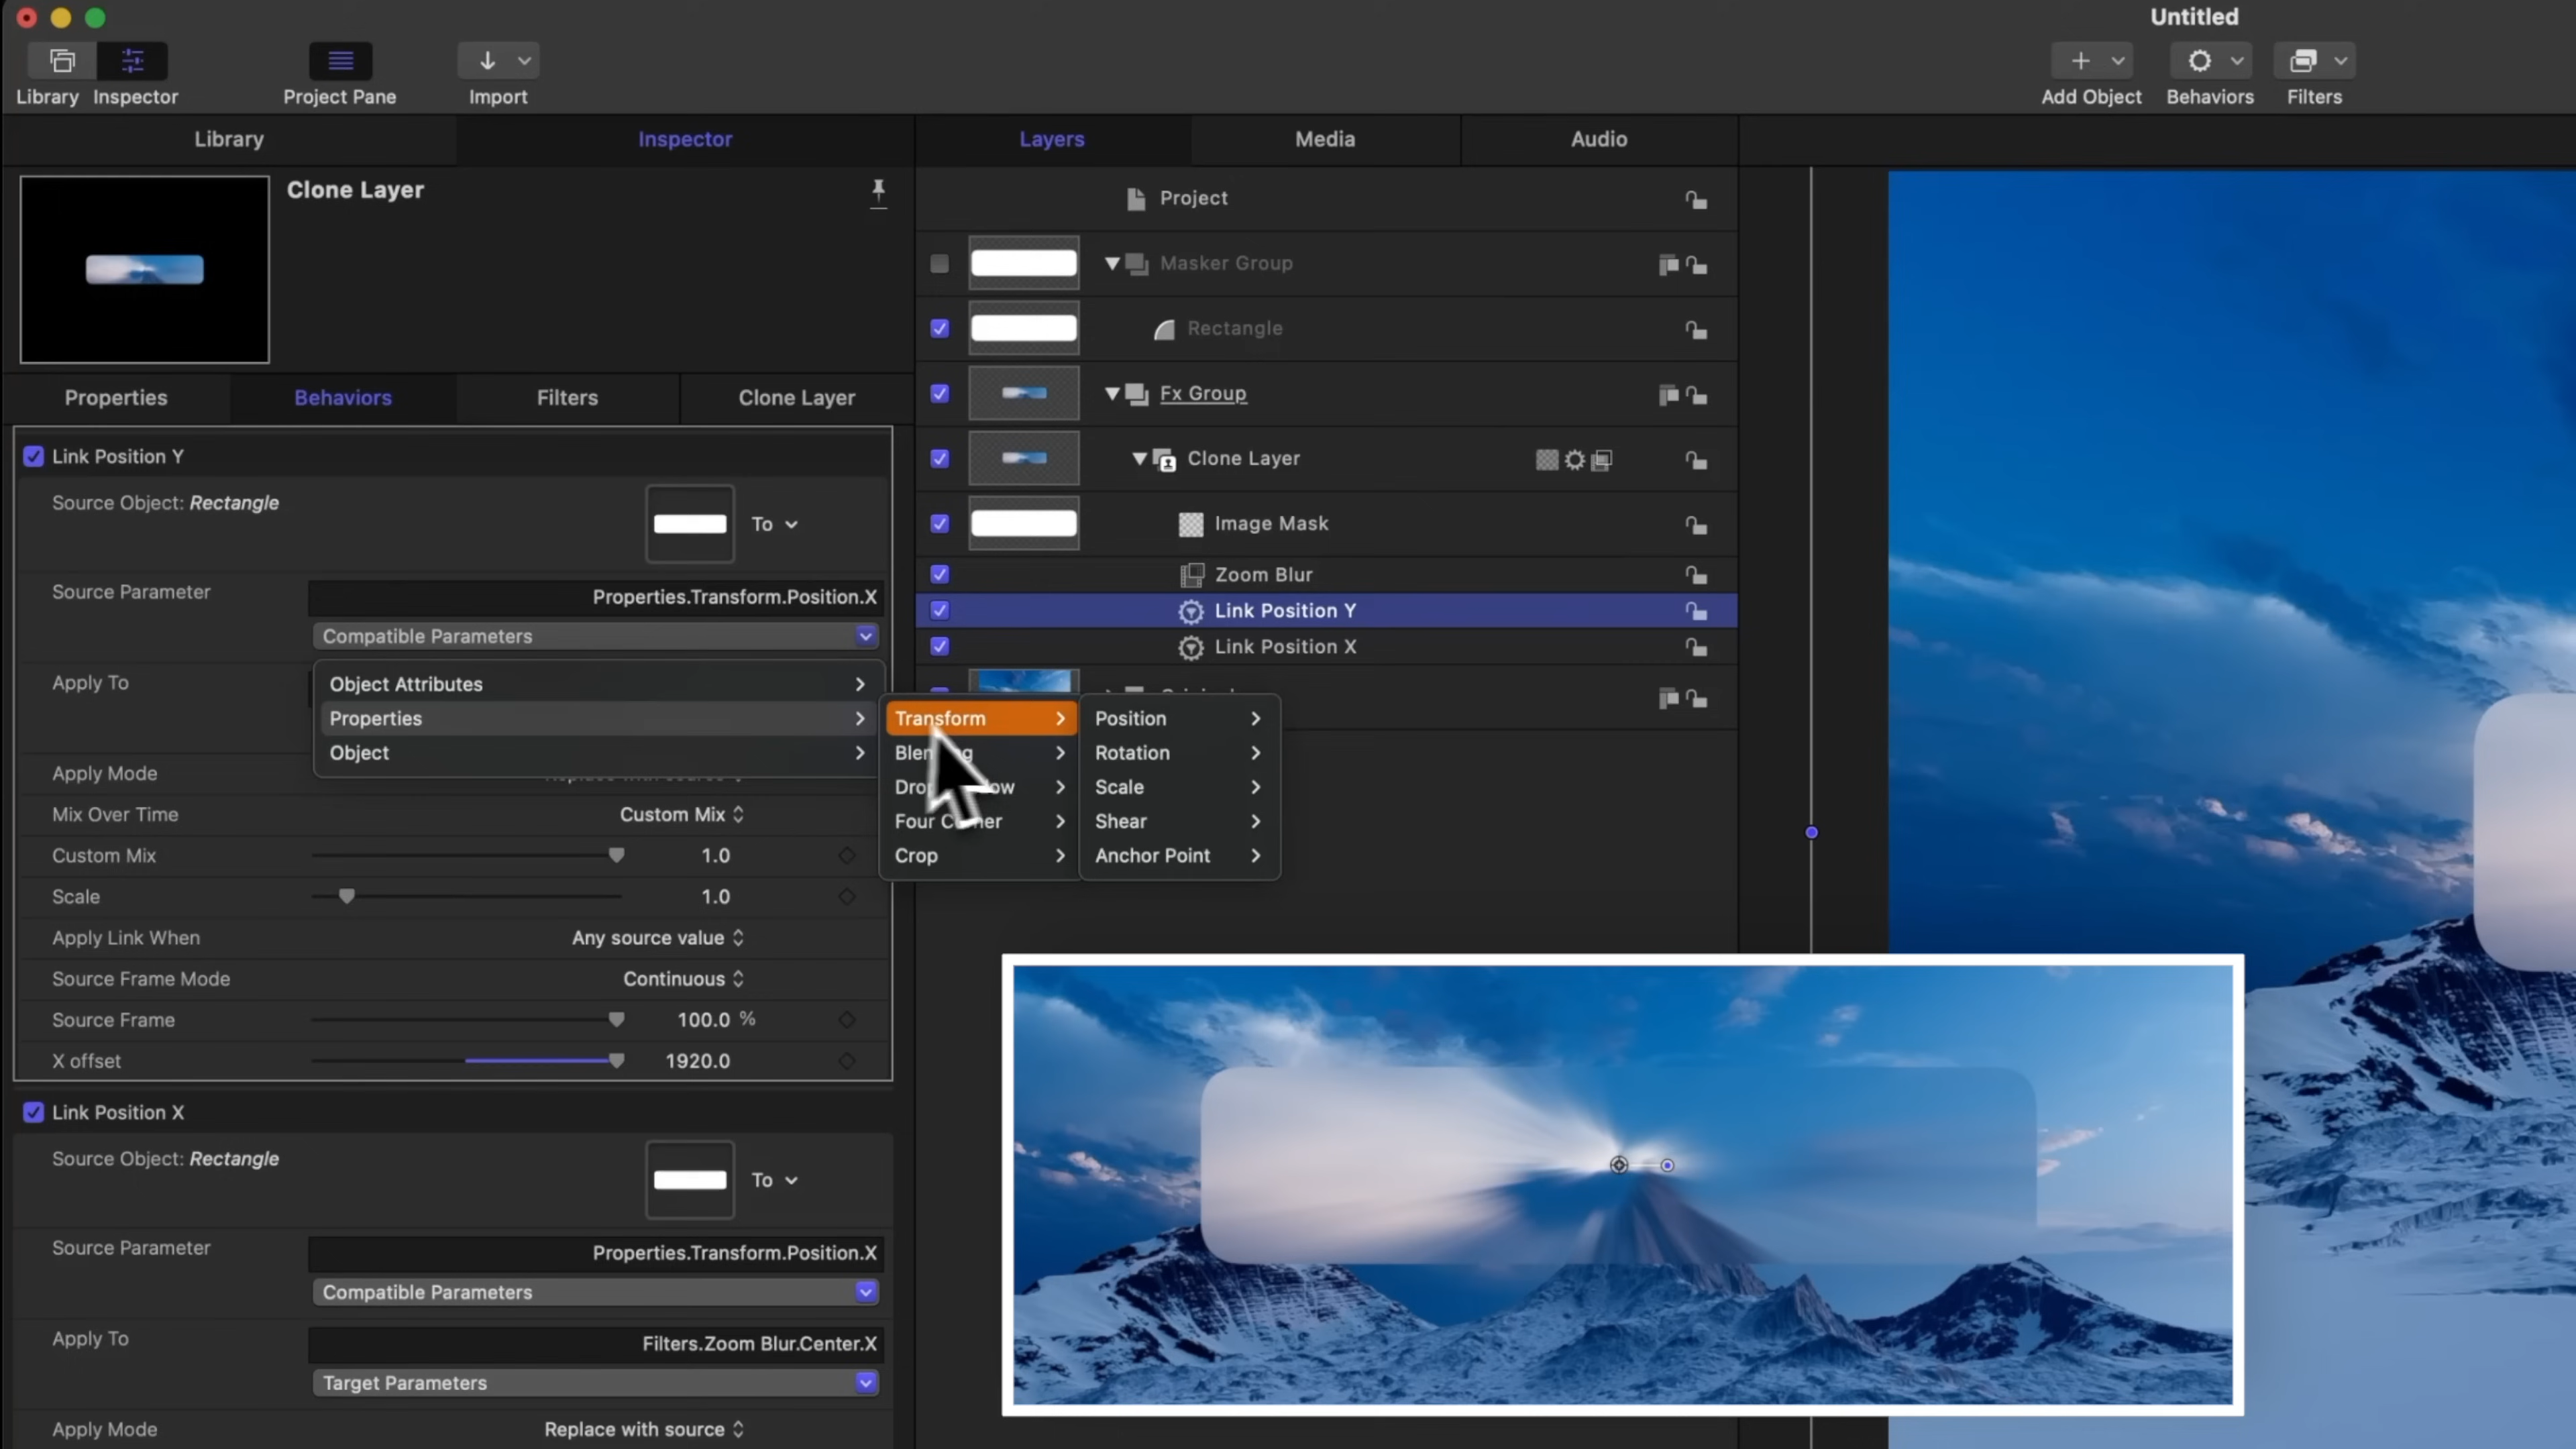 Untitled
Library
Inspector
Project Pane
Import
Add Object
Behaviors
Filters
Library
Inspector
Layers
Media
Audio
Clone Layer
Properties
Behaviors
Filters
Clone Layer
Link Position Y
Source Object: Rectangle
To
Source Parameter
Properties.Transform.Position.X
Compatible Parameters
Apply To
Object Attributes
Properties
Object
Transform
Crop
Position
Rotation
Scale
Shear
Anchor Point
Apply Mode
Mix Over Time
Custom Mix
Custom Mix
1.0
Scale
1.0
Apply Link When
Any source value
Source Frame Mode
Continuous
Source Frame
100.0 %
X offset
1920.0
Link Position X
Source Object: Rectangle
To
Source Parameter
Properties.Transform.Position.X
Compatible Parameters
Apply To
Filters.Zoom Blur.Center.X
Target Parameters
Apply Mode
Replace with source
Project
Masker Group
Rectangle
Fx Group
Clone Layer
Image Mask
Zoom Blur
Link Position Y
Link Position X